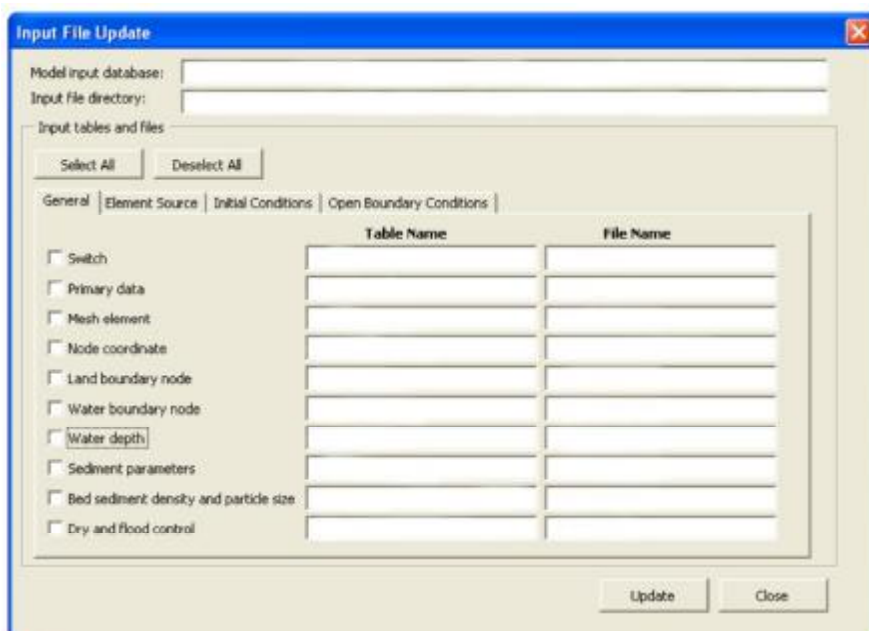 Input File Update
Model input database:
Input file directory:
Input tables and files
Select All Deselect All
General Element Source Initial Conditions Open Boundary Conditions
Table Name File Name
Switch
Primary data
Mesh element
Node coordinate
Land boundary node
Water boundary node
Water depth
Sediment parameters
Bed sediment density and particle size
Dry and flood control
Update Close